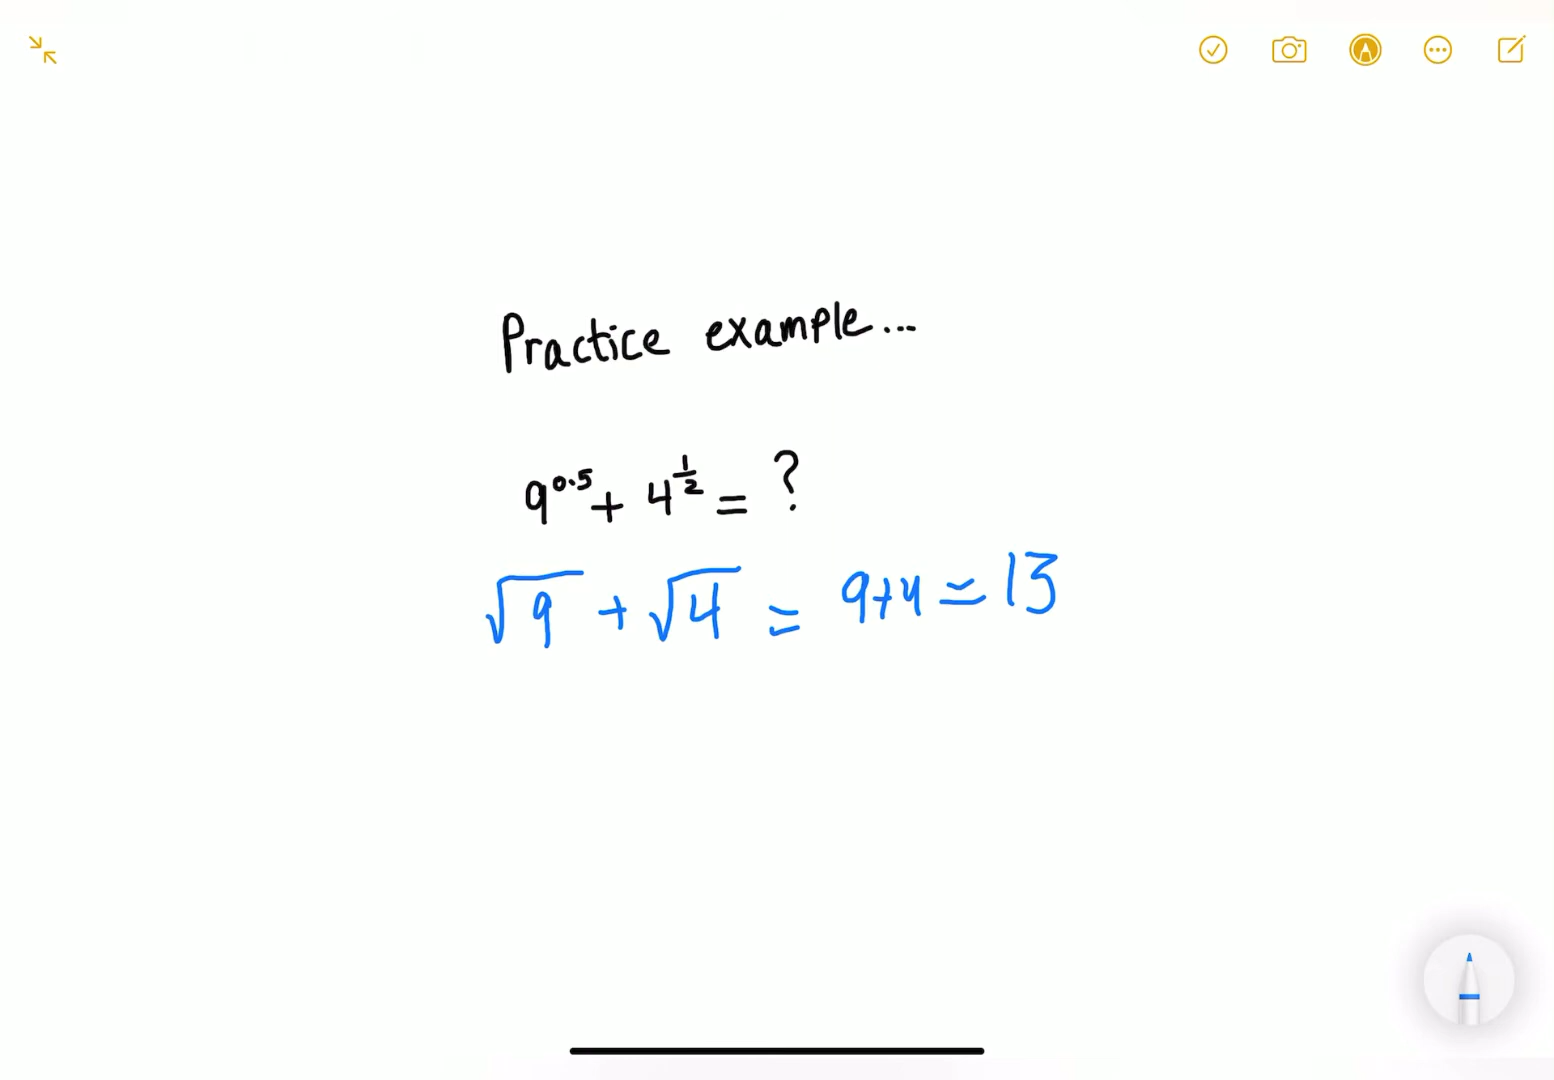 Practice example...
9^0.5 + 4^1/2 = ?
√9 + √4 = 9+4 = 13